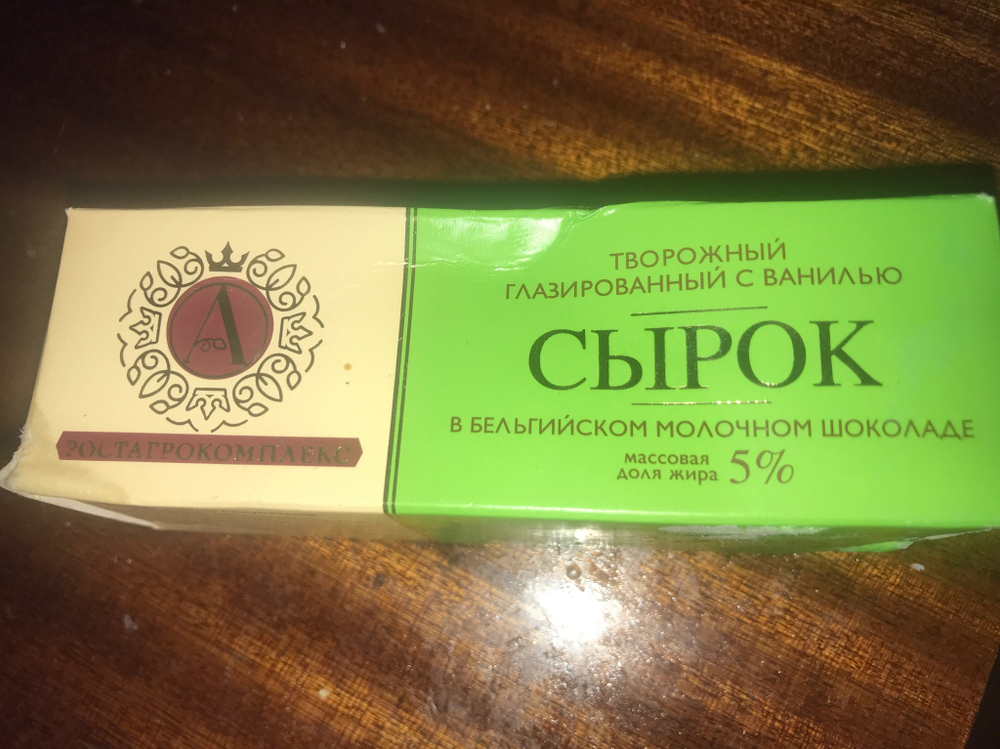 А
РОСТАГРОКОМПЛЕКС
ТВОРОЖНЫЙ
ГЛАЗИРОВАННЫЙ С ВАНИЛЬЮ
СЫРОК
В БЕЛЬГИЙСКОМ МОЛОЧНОМ ШОКОЛАДЕ
массовая
доля жира 5%